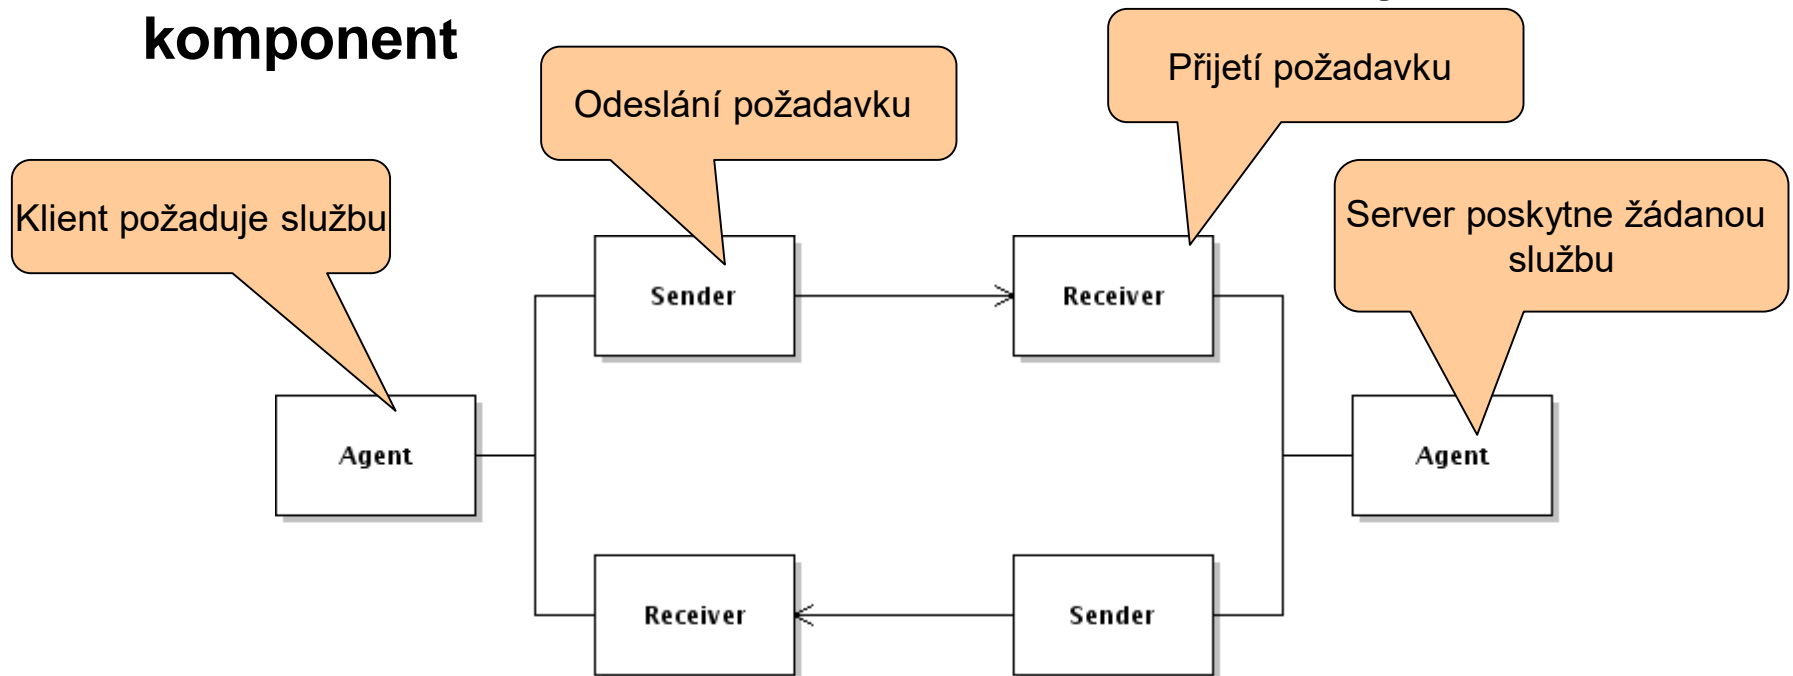 komponent
Odeslání požadavku
Přijetí požadavku
Klient požaduje službu
Server poskytne žádanou
službu
Sender
Receiver
Agent
Agent
Receiver
Sender